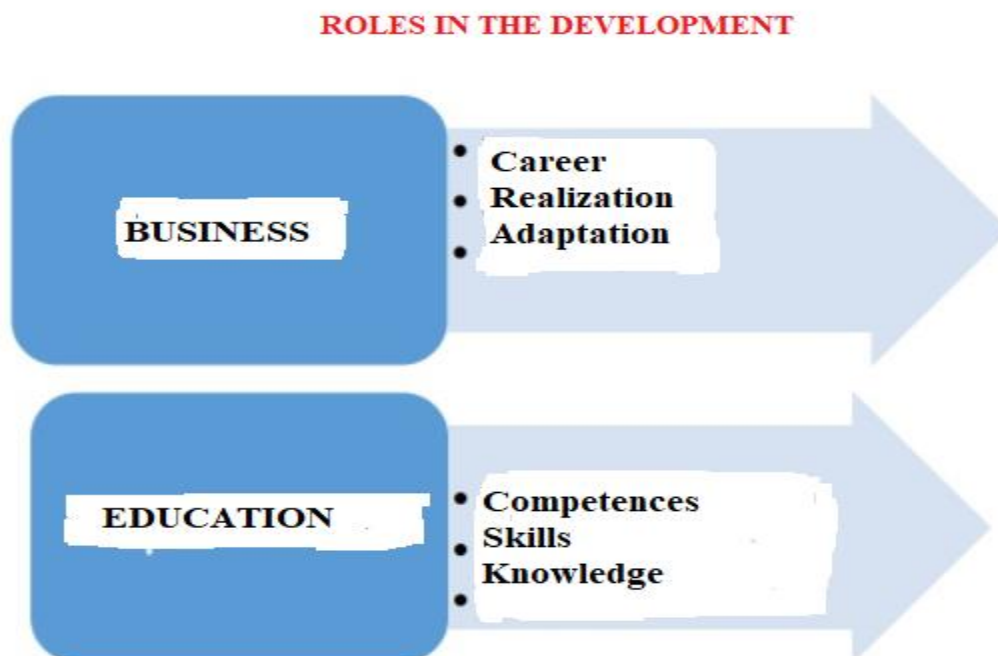 ROLES IN THE DEVELOPMENT
BUSINESS
Career
Realization
Adaptation
EDUCATION
Competences
Skills
Knowledge